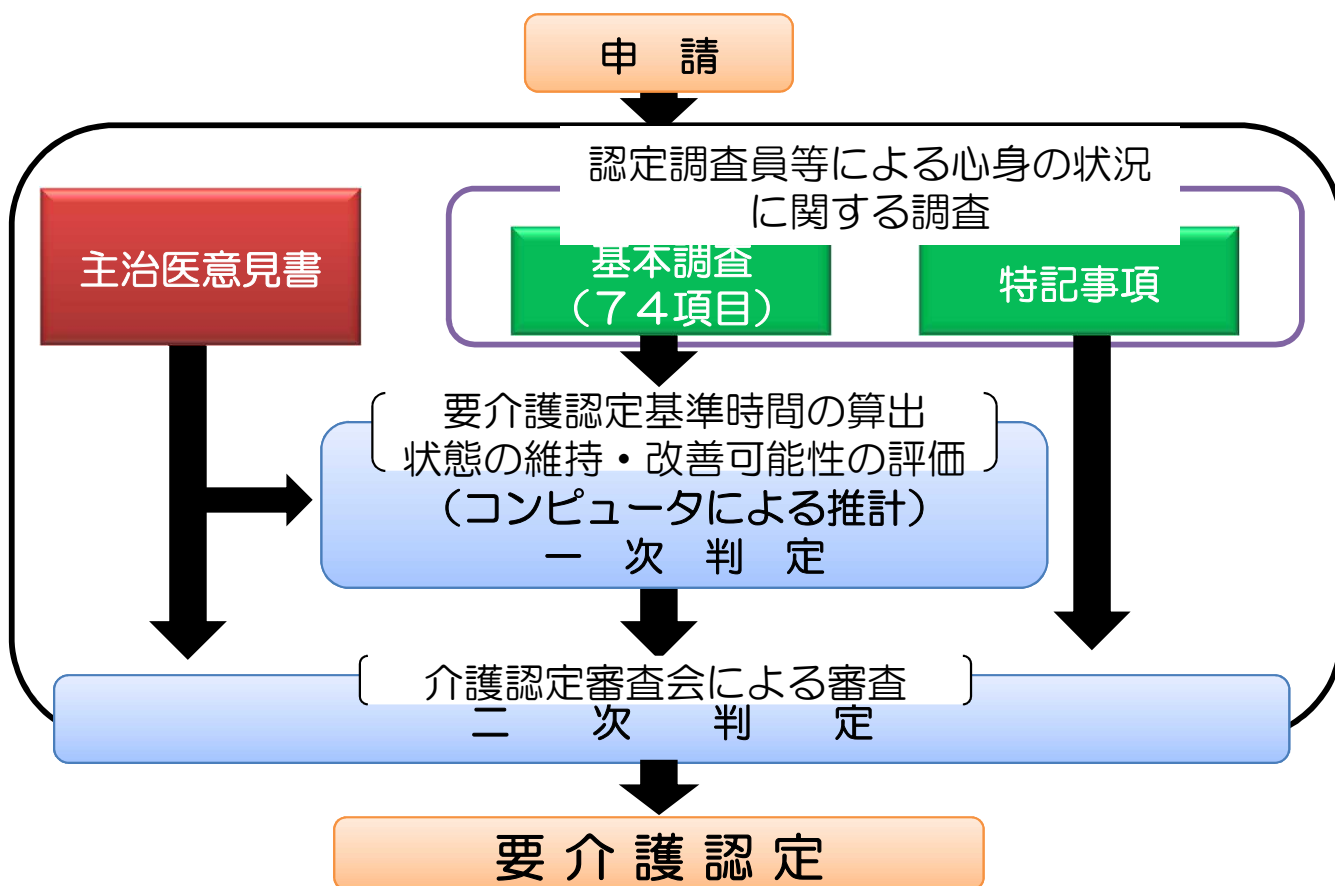 申 請
認定調査員等による心身の状況
に関する調査
主治医意見書
基本調査
（７４項目）
特記事項
要介護認定基準時間の算出
状態の維持・改善可能性の評価
（コンピュータによる推計）
一 次 判 定
介護認定審査会による審査
二 次 判 定
要介護認定